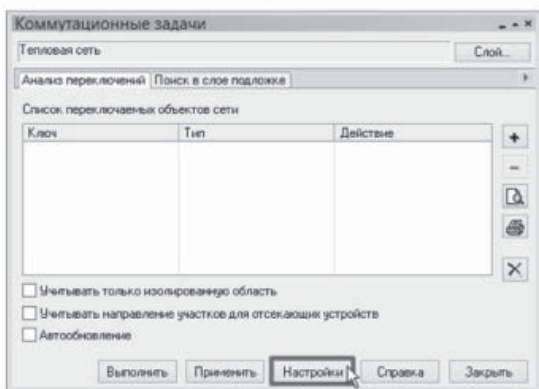 Коммутационные задачи
Тепловая сеть Слой...
Анализ переключений Поиск в слое подложке
Список переключаемых объектов сети
Ключ Тип Действие
Учитывать только изолированную область
Учитывать направление участков для отсекающих устройств
Автообновление
Выполнить Применить Настройки Справка Закрыть